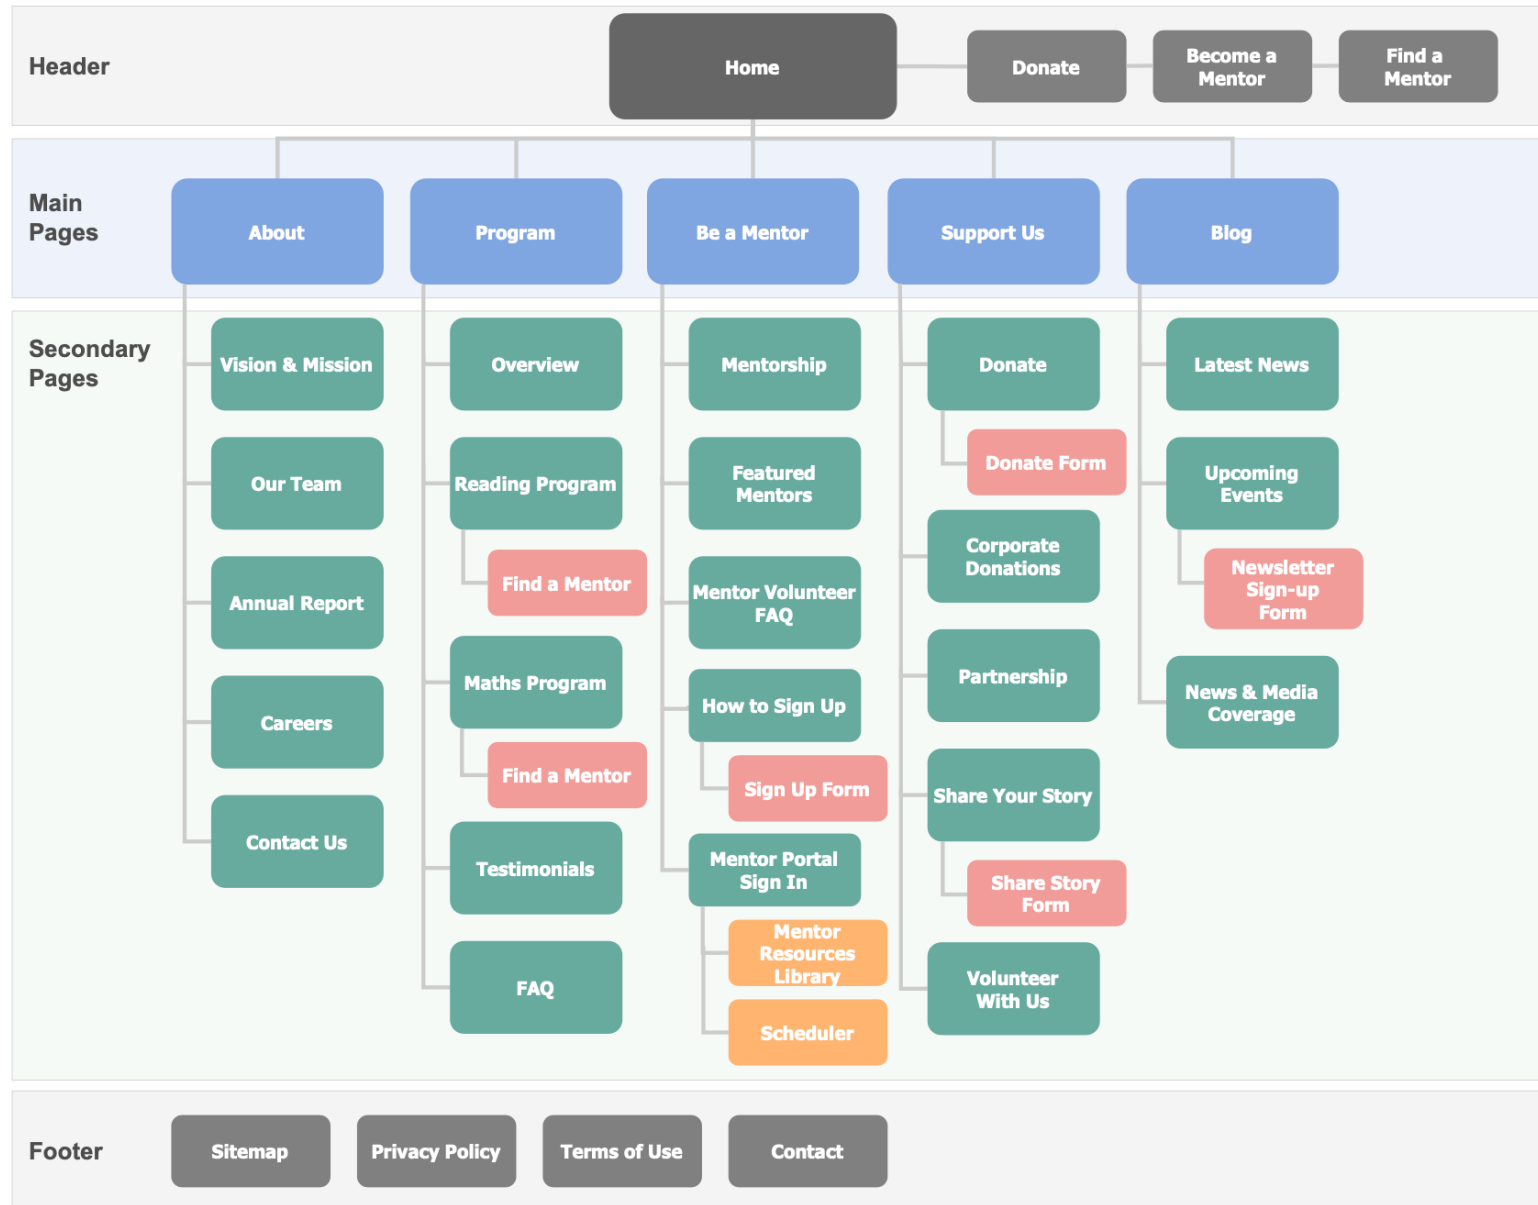 Header
Home
Donate
Become a
Mentor
Find a
Mentor
Main
Pages
About
Program
Be a Mentor
Support Us
Blog
Secondary
Pages
Vision & Mission
Our Team
Annual Report
Careers
Contact Us
Overview
Reading Program
Find a Mentor
Maths Program
Find a Mentor
Testimonials
FAQ
Mentorship
Featured
Mentors
Mentor Volunteer
FAQ
How to Sign Up
Sign Up Form
Mentor Portal
Sign In
Mentor
Resources
Library
Scheduler
Donate
Donate Form
Corporate
Donations
Partnership
Share Your Story
Share Story
Form
Volunteer
With Us
Latest News
Upcoming
Events
Newsletter
Sign-up
Form
News & Media
Coverage
Footer
Sitemap
Privacy Policy
Terms of Use
Contact